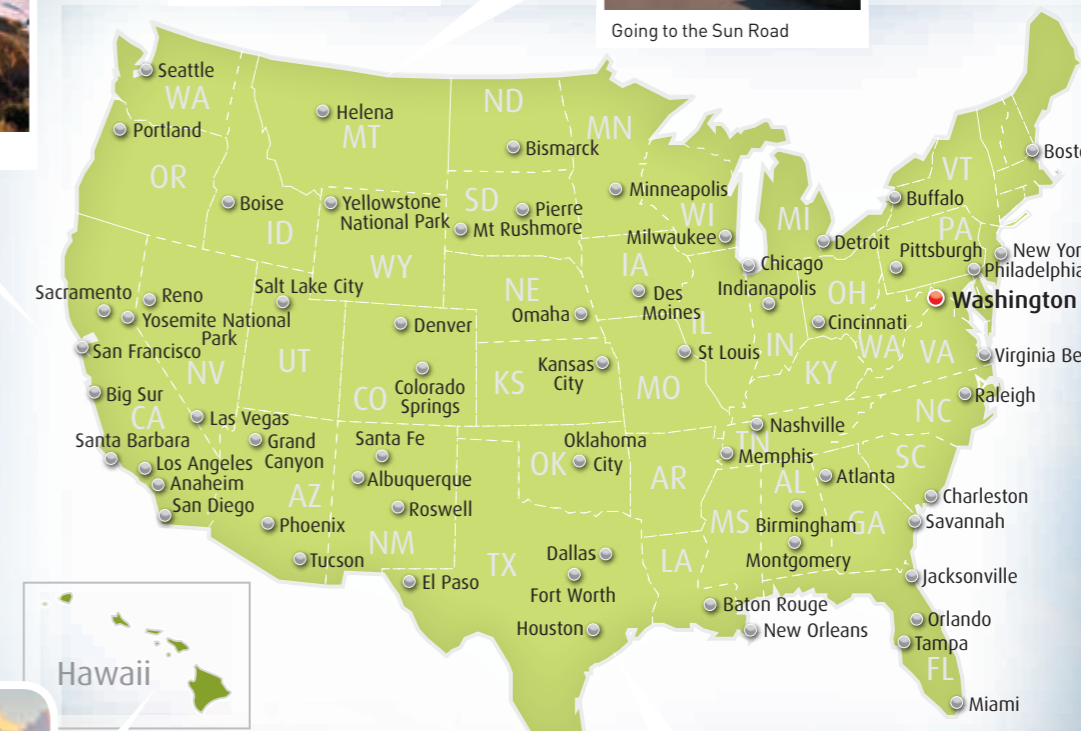 Going to the Sun Road
Seattle
WA
Portland
OR
Helena
MT
ND
Bismarck
MN
Boise
ID
Yellowstone
National Park
SD
Pierre
Mt Rushmore
Minneapolis
WI
Milwaukee
MI
Detroit
VT
Buffalo
PA
Pittsburgh
Philadelphia
Washington
WY
Sacramento
Reno
Yosemite National
Park
Salt Lake City
San Francisco
NV
UT
Denver
Colorado
Springs
CO
NE
Omaha
IA
Des
Moines
Chicago
Indianapolis
IL
IN
OH
Cincinnati
KS
Kansas
City
MO
St Louis
KY
WA
VA
Raleigh
NC
Big Sur
CA
Las Vegas
Santa Barbara
Los Angeles
Anaheim
San Diego
Grand
Canyon
AZ
Phoenix
Tucson
Santa Fe
Albuquerque
Roswell
NM
El Paso
Oklahoma
City
OK
AR
Nashville
TN
Memphis
Atlanta
SC
Charleston
Savannah
AL
MS
Birmingham
GA
Montgomery
TX
Dallas
Fort Worth
Houston
LA
Baton Rouge
New Orleans
Jacksonville
Orlando
Tampa
FL
Miami
Hawaii